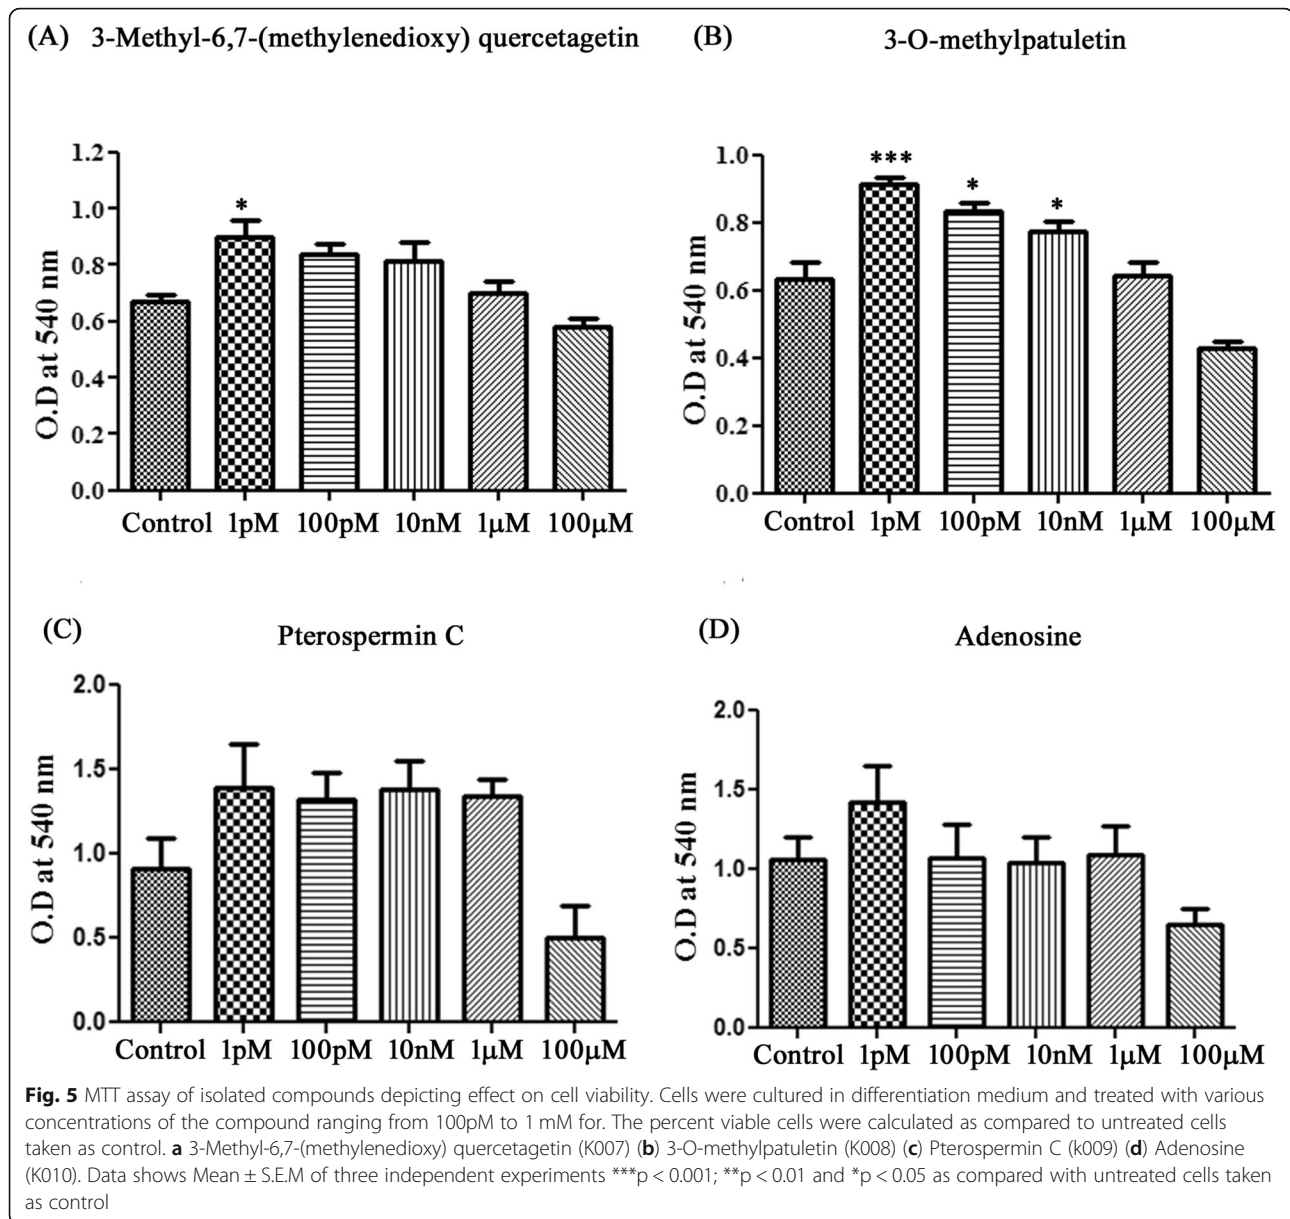 (A) 3-Methyl-6,7-(methylenedioxy) quercetagetin
O.D at 540 nm
1.2
1.0
0.8
0.6
0.4
0.2
0.0
*
Control 1pM 100pM 10nM 1μM 100μM
(B) 3-O-methylpatuletin
O.D at 540 nm
1.0
0.8
0.6
0.4
0.2
0.0
***
*
*
Control 1pM 100pM 10nM 1μM 100μM
(C) Pterospermin C
O.D at 540 nm
2.0
1.5
1.0
0.5
0.0
Control 1pM 100pM 10nM 1μM 100μM
(D) Adenosine
O.D at 540 nm
2.0
1.5
1.0
0.5
0.0
Control 1pM 100pM 10nM 1μM 100μM
Fig. 5 MTT assay of isolated compounds depicting effect on cell viability. Cells were cultured in differentiation medium and treated with various
concentrations of the compound ranging from 100pM to 1 mM for. The percent viable cells were calculated as compared to untreated cells
taken as control. a 3-Methyl-6,7-(methylenedioxy) quercetagetin (K007) (b) 3-O-methylpatuletin (K008) (c) Pterospermin C (k009) (d) Adenosine
(K010). Data shows Mean ± S.E.M of three independent experiments ***p < 0.001; **p < 0.01 and *p < 0.05 as compared with untreated cells taken
as control